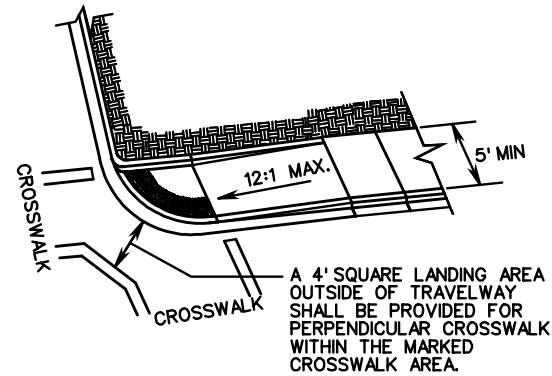 12:1 MAX.
5' MIN
CROSSWALK
CROSSWALK
A 4' SQUARE LANDING AREA
OUTSIDE OF TRAVELWAY
SHALL BE PROVIDED FOR
PERPENDICULAR CROSSWALK
WITHIN THE MARKED
CROSSWALK AREA.